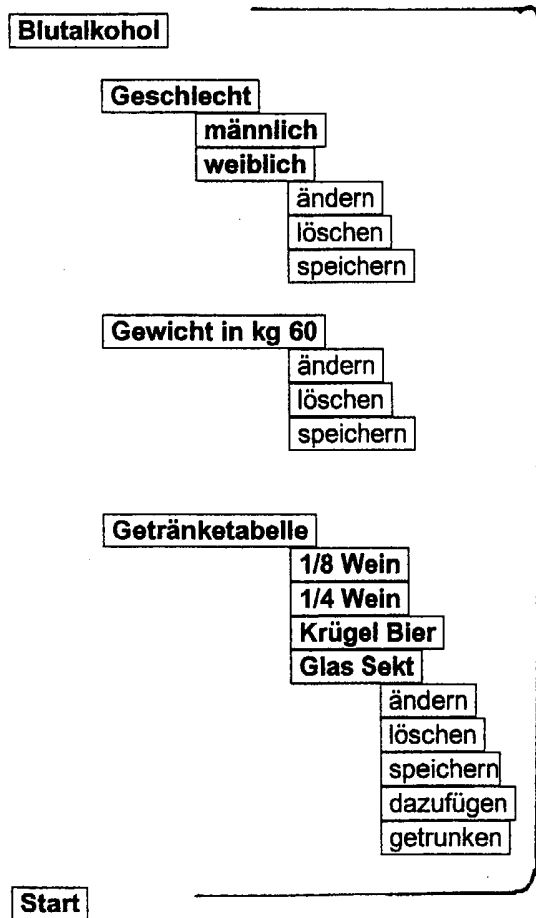 Blutalkohol
Geschlecht
männlich
weiblich
ändern
löschen
speichern
Gewicht in kg 60
ändern
löschen
speichern
Getränketabelle
1/8 Wein
1/4 Wein
Krügel Bier
Glas Sekt
ändern
löschen
speichern
dazufügen
getrunken
Start